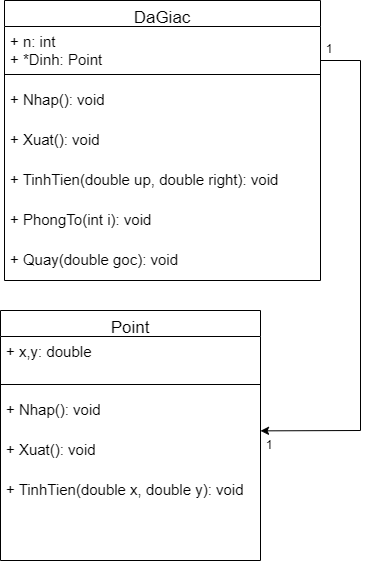 DaGiac
+ n: int
+ *Dinh: Point
1
+ Nhap(): void
+ Xuat(): void
+ TinhTien(double up, double right): void
+ PhongTo(int i): void
+ Quay(double goc): void
Point
+ x,y: double
+ Nhap(): void
1
+ Xuat(): void
+ TinhTien(double x, double y): void